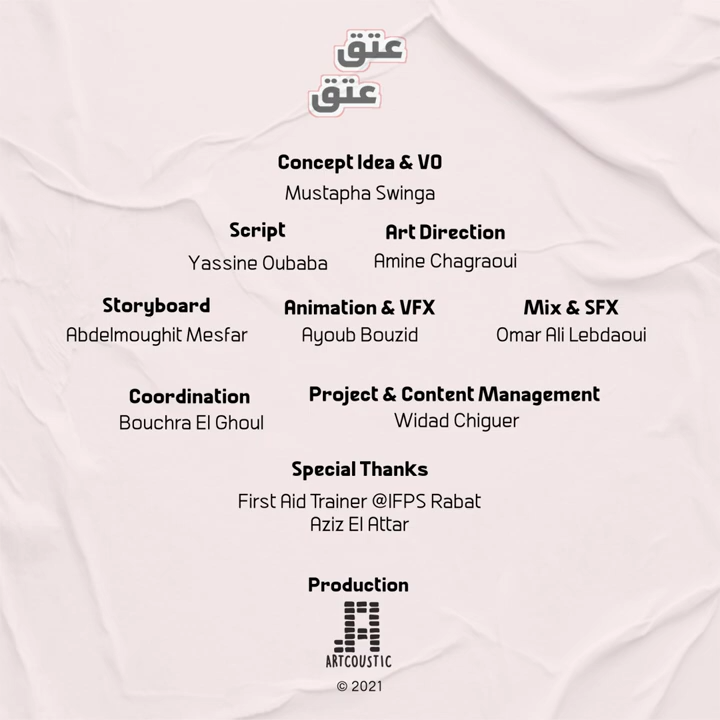 عتق
عتق
Concept Idea & VO
Mustapha Swinga
Script
Yassine Oubaba
Art Direction
Amine Chagraoui
Storyboard
Abdelmoughit Mesfar
Animation & VFX
Ayoub Bouzid
Mix & SFX
Omar Ali Lebdaoui
Coordination
Bouchra El Ghoul
Project & Content Management
Widad Chiguer
Special Thanks
First Aid Trainer @IFPS Rabat
Aziz El Attar
Production
ARTCOUSTIC
© 2021